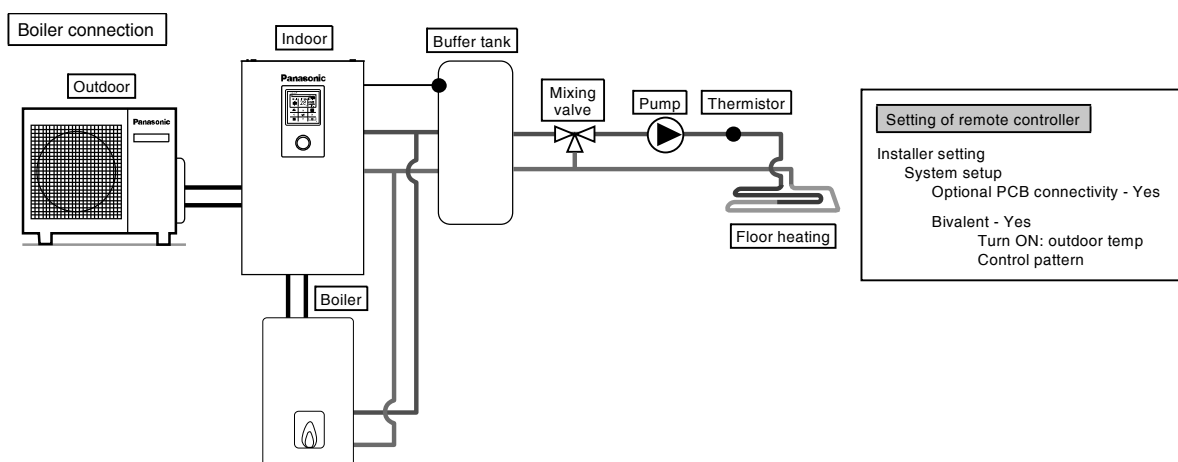 Boiler connection
Outdoor
Panasonic
Indoor
Panasonic
Buffer tank
Mixing
valve
Pump
Thermistor
Floor heating
Boiler
Setting of remote controller
Installer setting
System setup
Optional PCB connectivity - Yes
Bivalent - Yes
Turn ON: outdoor temp
Control pattern